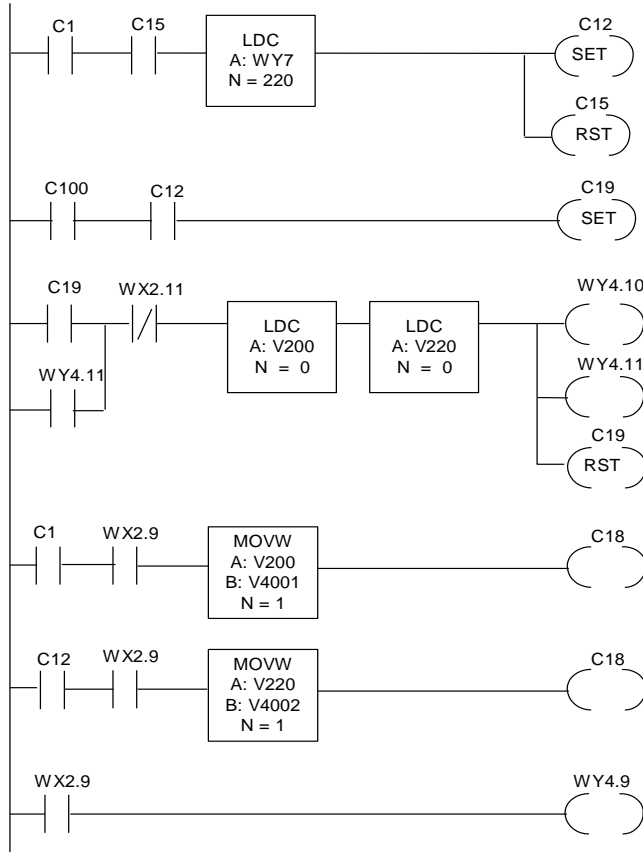 C1 C15 C12
LDC
A: WY7
N = 220
SET
C15
RST
C100 C12 C19
SET
C19 WX2.11 WY4.10
LDC
A: V200
N = 0
LDC
A: V220
N = 0
WY4.11 WY4.11
C19
RST
C1 WX2.9 C18
MOVW
A: V200
B: V4001
N = 1
C12 WX2.9 C18
MOVW
A: V220
B: V4002
N = 1
WX2.9 WY4.9